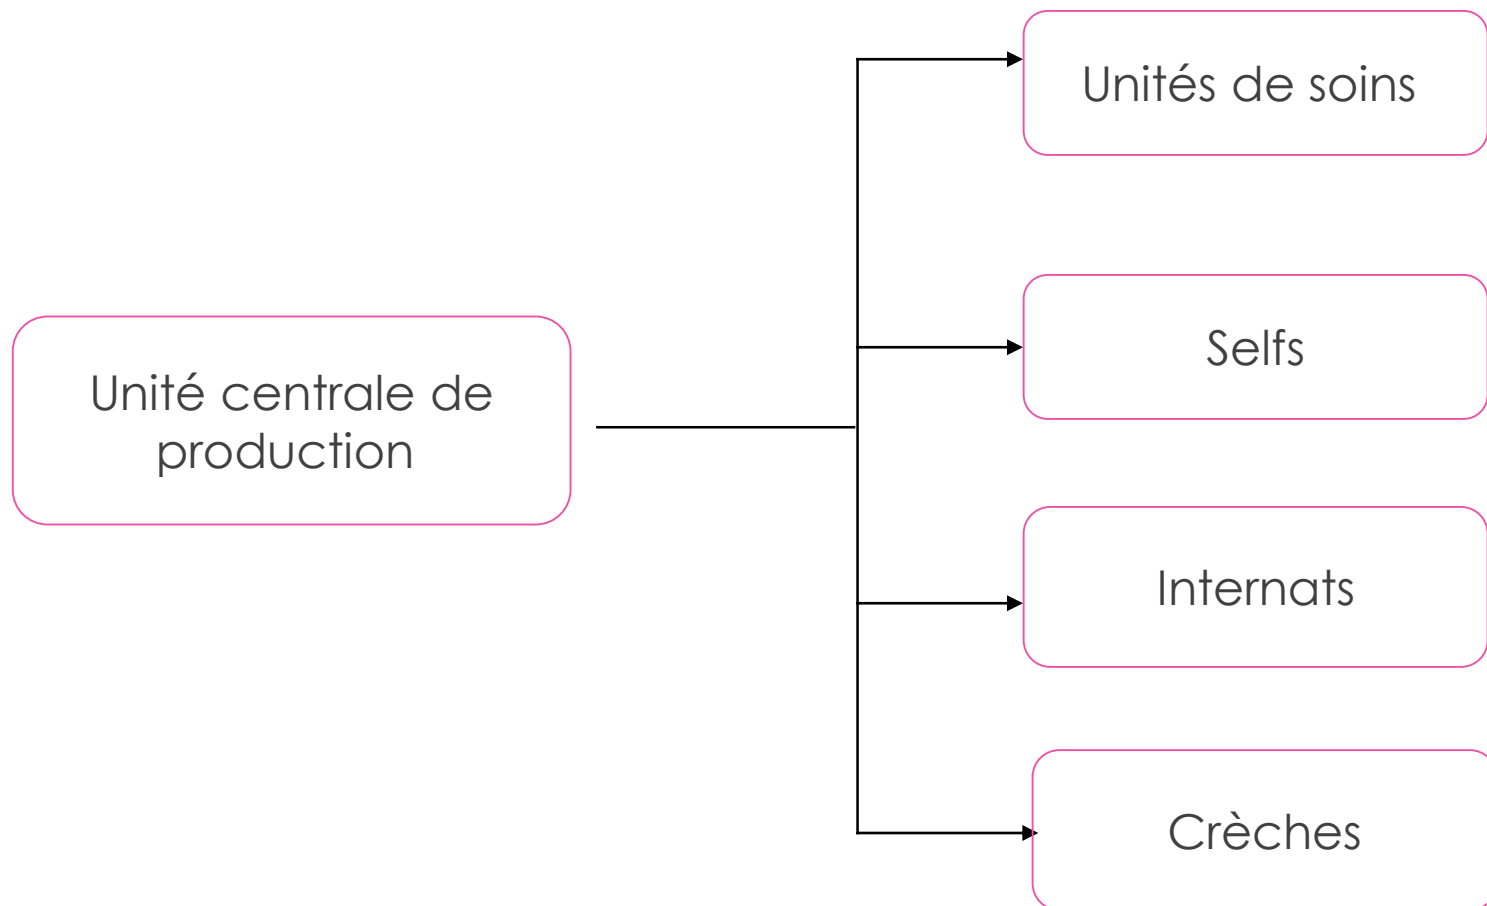 Unités de soins
Selfs
Unité centrale de
production
Internats
Crèches